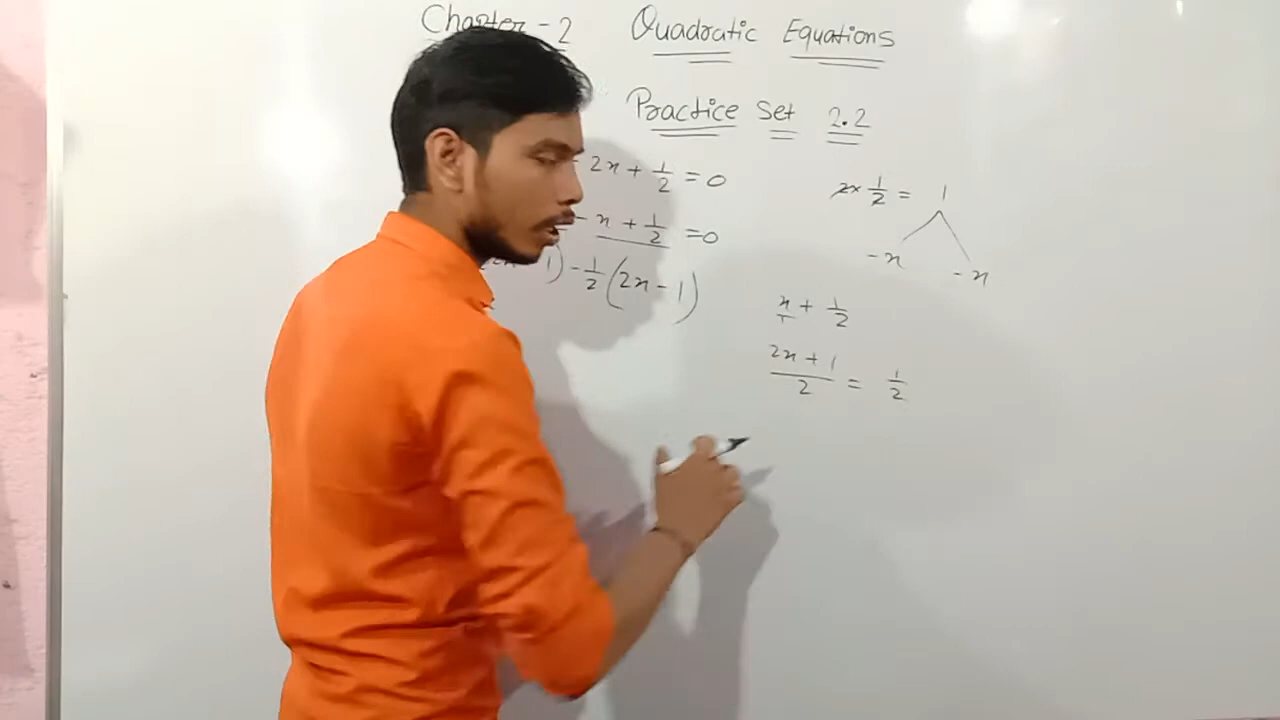 Chapter - 2 Quadratic Equations
Practice Set 2.2
2x + 1/2 = 0
- x + 1/2 = 0
1) - 1/2 (2x - 1)
2 x 1/2 = 1
-x -x
x/1 + 1/2
2x + 1 / 2 = 1/2